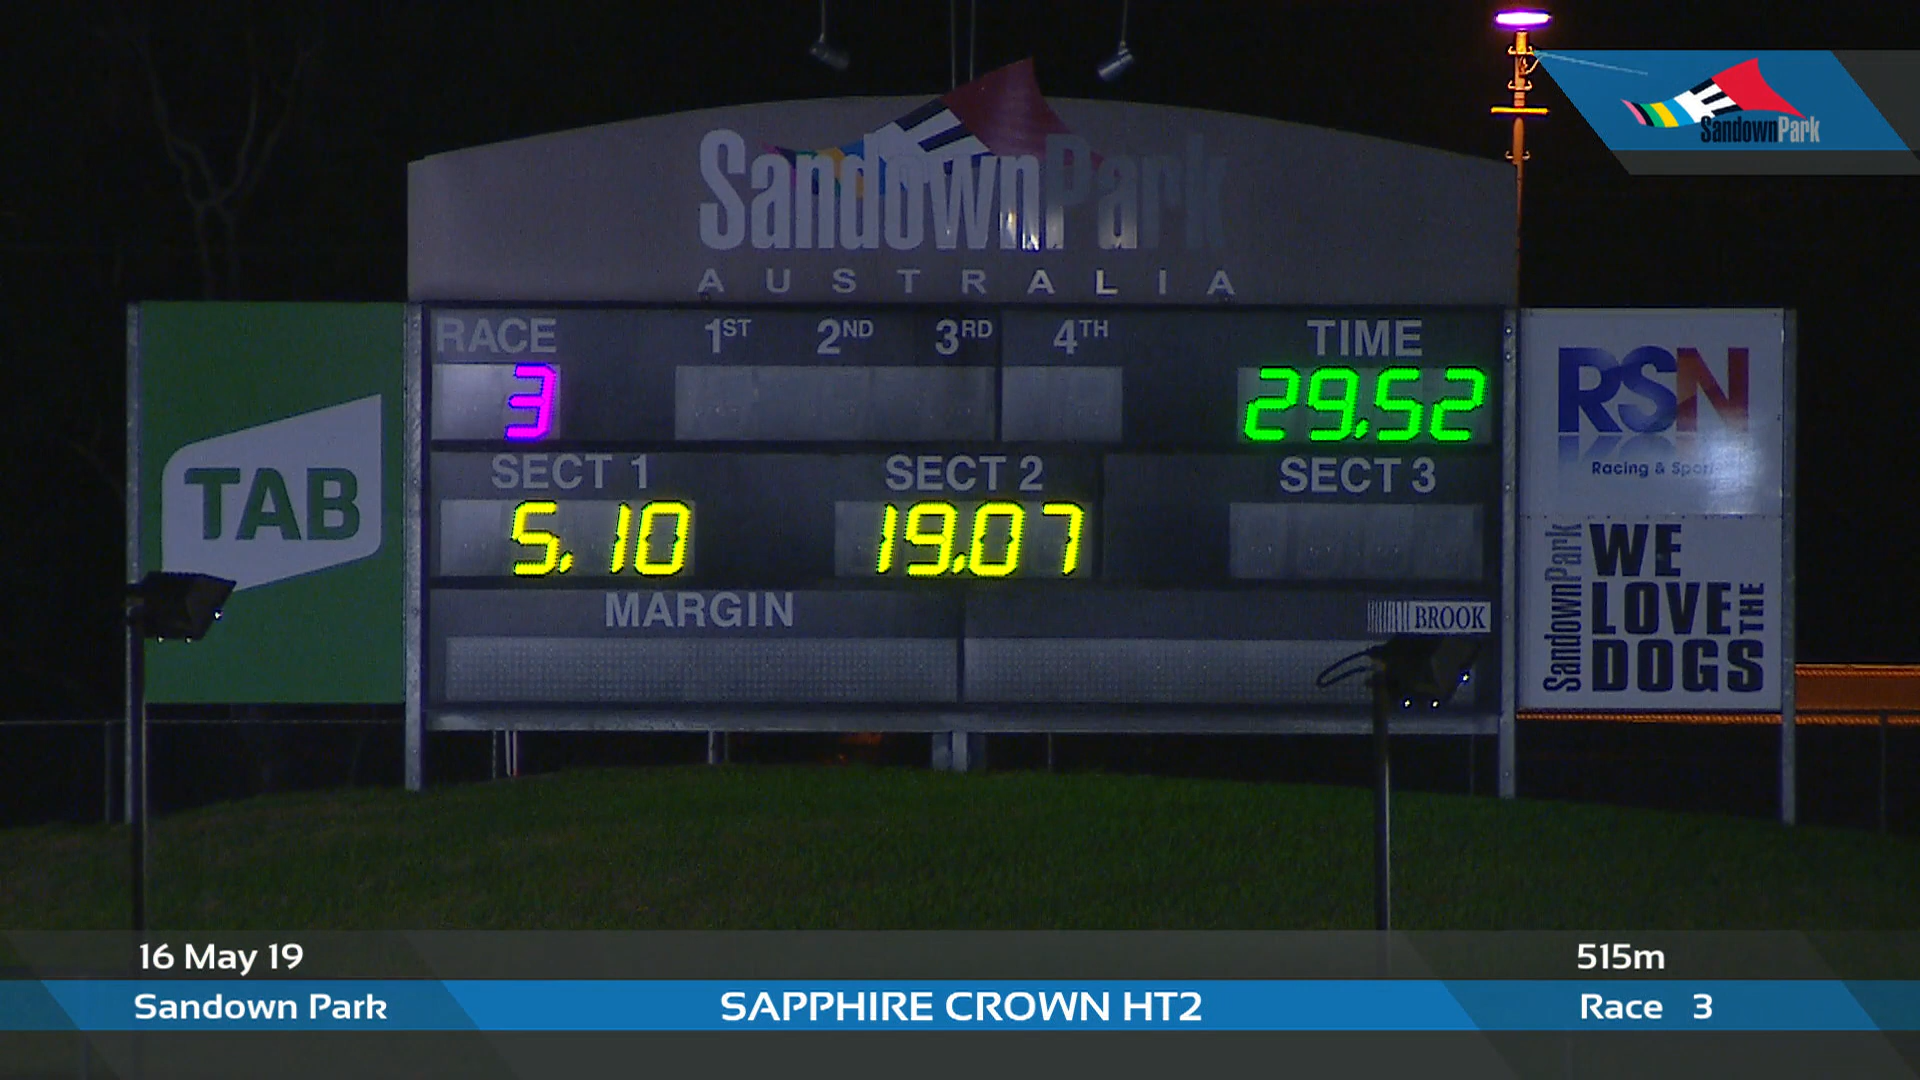 SandownPark
SandownPark
AUSTRALIA
RACE 1ST 2ND 3RD 4TH TIME
3 29.52
SECT 1 SECT 2 SECT 3
5.10 19.07
MARGIN
BROOK
TAB
RSN
Racing &
SandownPark
WE
LOVE THE
DOGS
16 May 19
515m
Sandown Park
SAPPHIRE CROWN HT2
Race 3